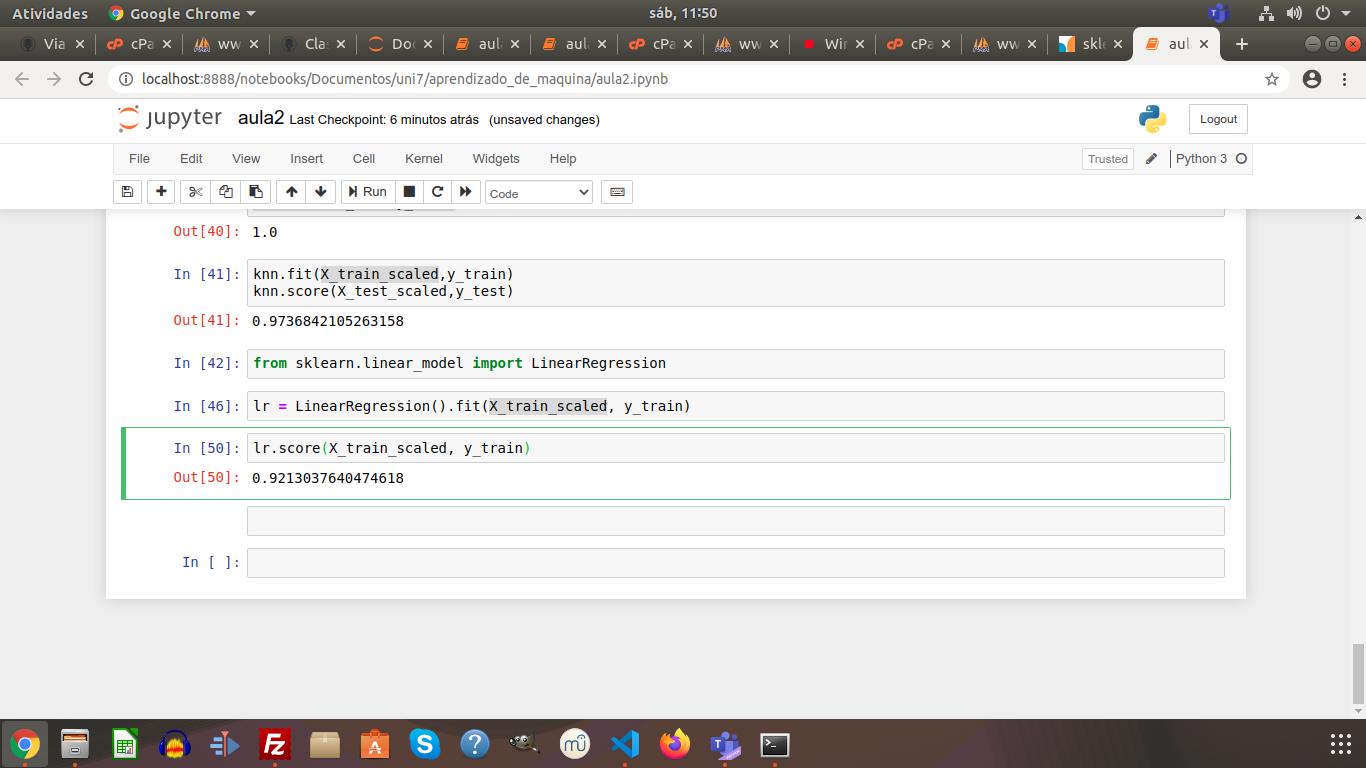 Atividades Google Chrome sáb, 11:50
Via cPa ww Cla: Doc aula aula cPa ww Wir cPa ww skl aula
localhost:8888/notebooks/Documentos/uni7/aprendizado_de_maquina/aula2.ipynb
jupyter aula2 Last Checkpoint: 6 minutos atrás (unsaved changes) Logout
File Edit View Insert Cell Kernel Widgets Help Trusted Python 3
Run Code
Out[40]: 1.0
In [41]: knn.fit(X_train_scaled,y_train)
knn.score(X_test_scaled,y_test)
Out[41]: 0.9736842105263158
In [42]: from sklearn.linear_model import LinearRegression
In [46]: lr = LinearRegression().fit(X_train_scaled, y_train)
In [50]: lr.score(X_train_scaled, y_train)
Out[50]: 0.9213037640474618
In [ ]: